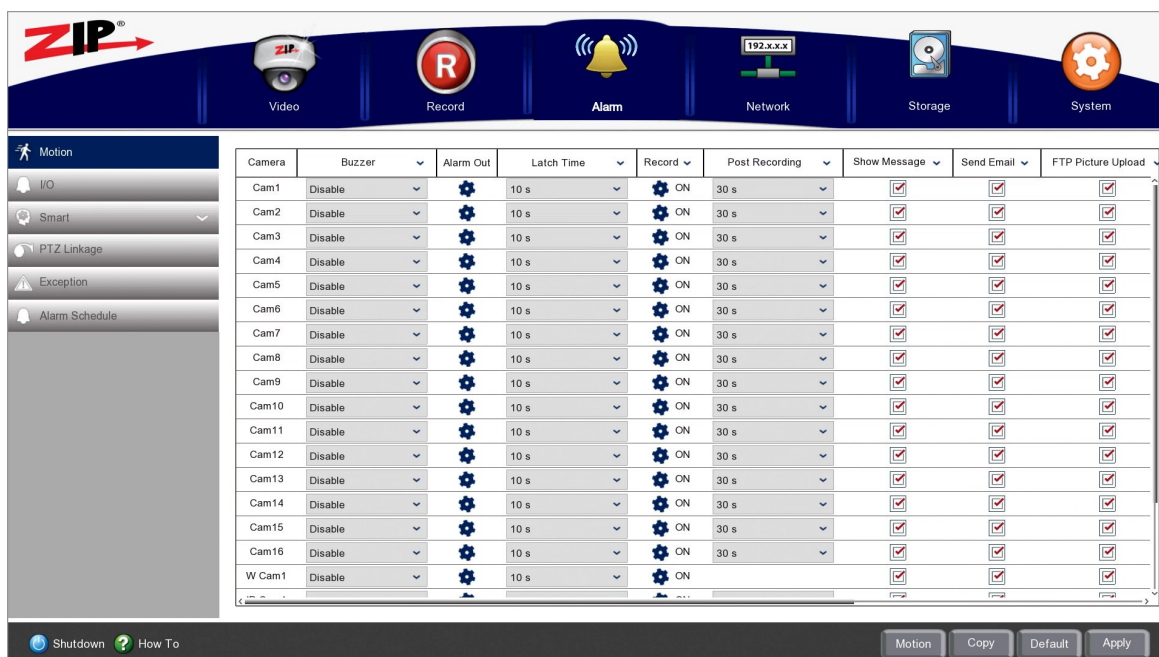 ZIP®
ZIP
R
192.x.x.x
Video Record Alarm Network Storage System
Motion
I/O
Smart
PTZ Linkage
Exception
Alarm Schedule
Camera Buzzer Alarm Out Latch Time Record Post Recording Show Message Send Email FTP Picture Upload
Cam1 Disable 10 s ON 30 s
Cam2 Disable 10 s ON 30 s
Cam3 Disable 10 s ON 30 s
Cam4 Disable 10 s ON 30 s
Cam5 Disable 10 s ON 30 s
Cam6 Disable 10 s ON 30 s
Cam7 Disable 10 s ON 30 s
Cam8 Disable 10 s ON 30 s
Cam9 Disable 10 s ON 30 s
Cam10 Disable 10 s ON 30 s
Cam11 Disable 10 s ON 30 s
Cam12 Disable 10 s ON 30 s
Cam13 Disable 10 s ON 30 s
Cam14 Disable 10 s ON 30 s
Cam15 Disable 10 s ON 30 s
Cam16 Disable 10 s ON 30 s
W Cam1 Disable 10 s ON
Shutdown ? How To Motion Copy Default Apply